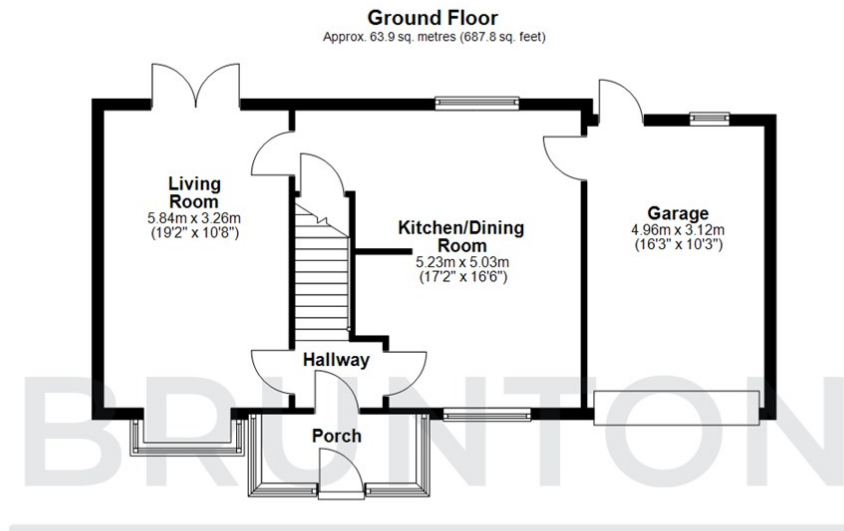 Ground Floor
Approx. 63.9 sq. metres (687.8 sq. feet)
Living
Room
5.84m x 3.26m
(19'2" x 10'8")
Kitchen/Dining
Room
5.23m x 5.03m
(17'2" x 16'6")
Garage
4.96m x 3.12m
(16'3" x 10'3")
Hallway
Porch
BRUNTON